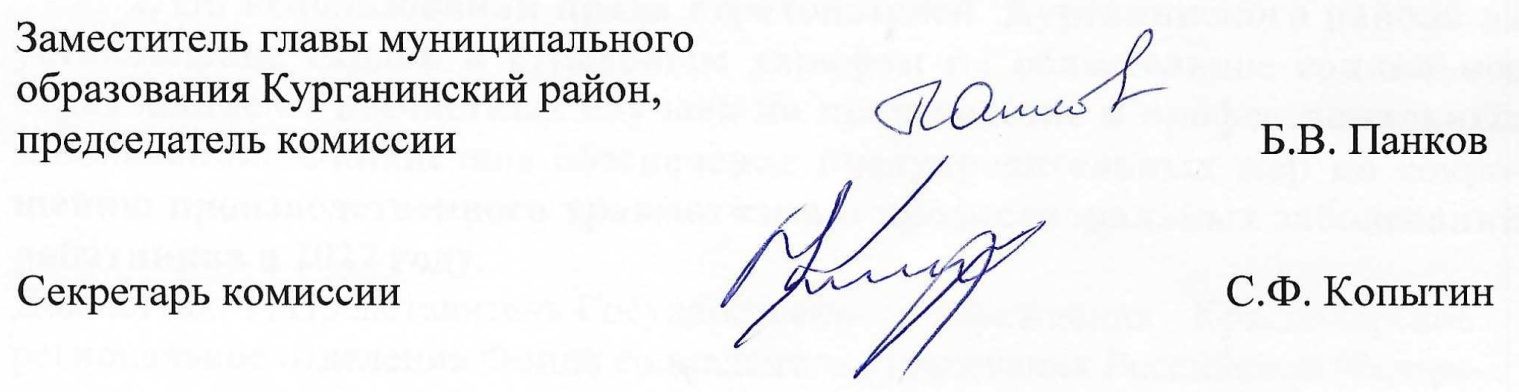 Заместитель главы муниципального
образования Курганинский район,
председатель комиссии Б.В. Панков
Секретарь комиссии С.Ф. Копытин